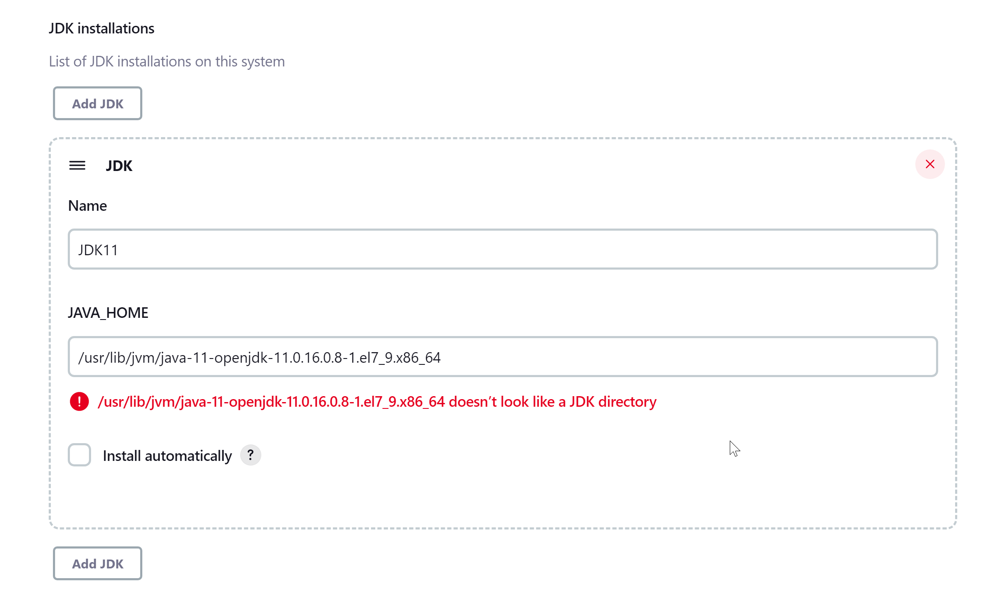 JDK installations
List of JDK installations on this system
Add JDK
JDK
Name
JDK11
JAVA_HOME
/usr/lib/jvm/java-11-openjdk-11.0.16.0.8-1.el7_9.x86_64
/usr/lib/jvm/java-11-openjdk-11.0.16.0.8-1.el7_9.x86_64 doesn’t look like a JDK directory
Install automatically ?
Add JDK